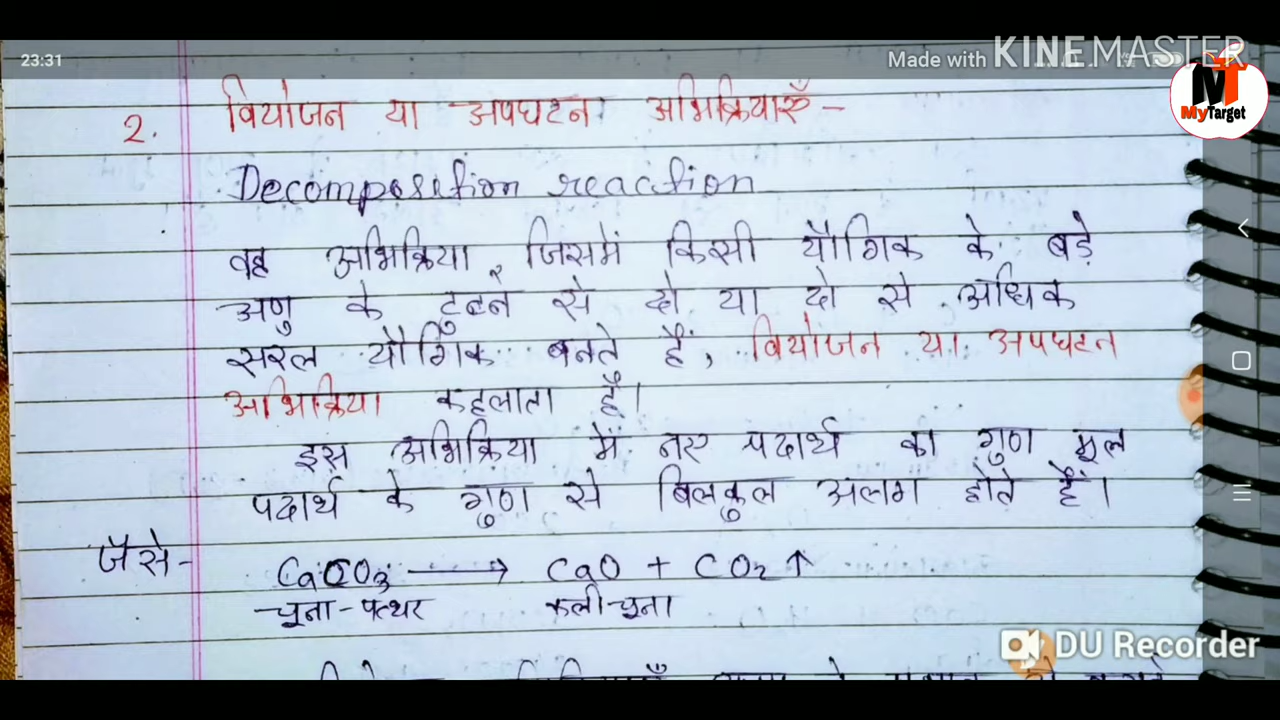 23:31
Made with KINEMASTER
MT
MyTarget
2. वियोजन या अपघटन अभिक्रियाएँ -
Decomposition reaction
वह अभिक्रिया, जिसमें किसी यौगिक के बड़े
अणु के टुटने से दो या दो से अधिक
सरल यौगिक बनते हैं, वियोजन या अपघटन
अभिक्रिया कहलाता है।
इस अभिक्रिया में नए पदार्थ का गुण मूल
पदार्थ के गुण से बिलकुल अलग होते हैं।
जैसे - CaCO₃ ⟶ CaO + CO₂ ↑
चूना-पत्थर कली चूना
DU Recorder